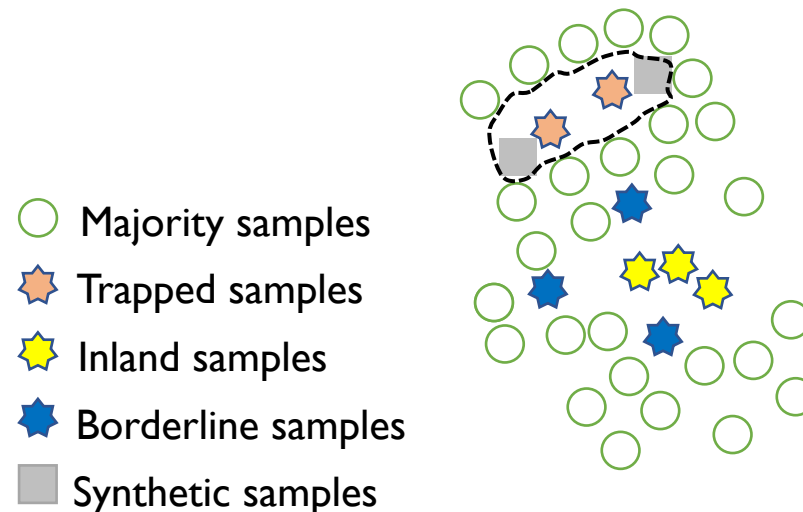 Majority samples
Trapped samples
Inland samples
Borderline samples
Synthetic samples